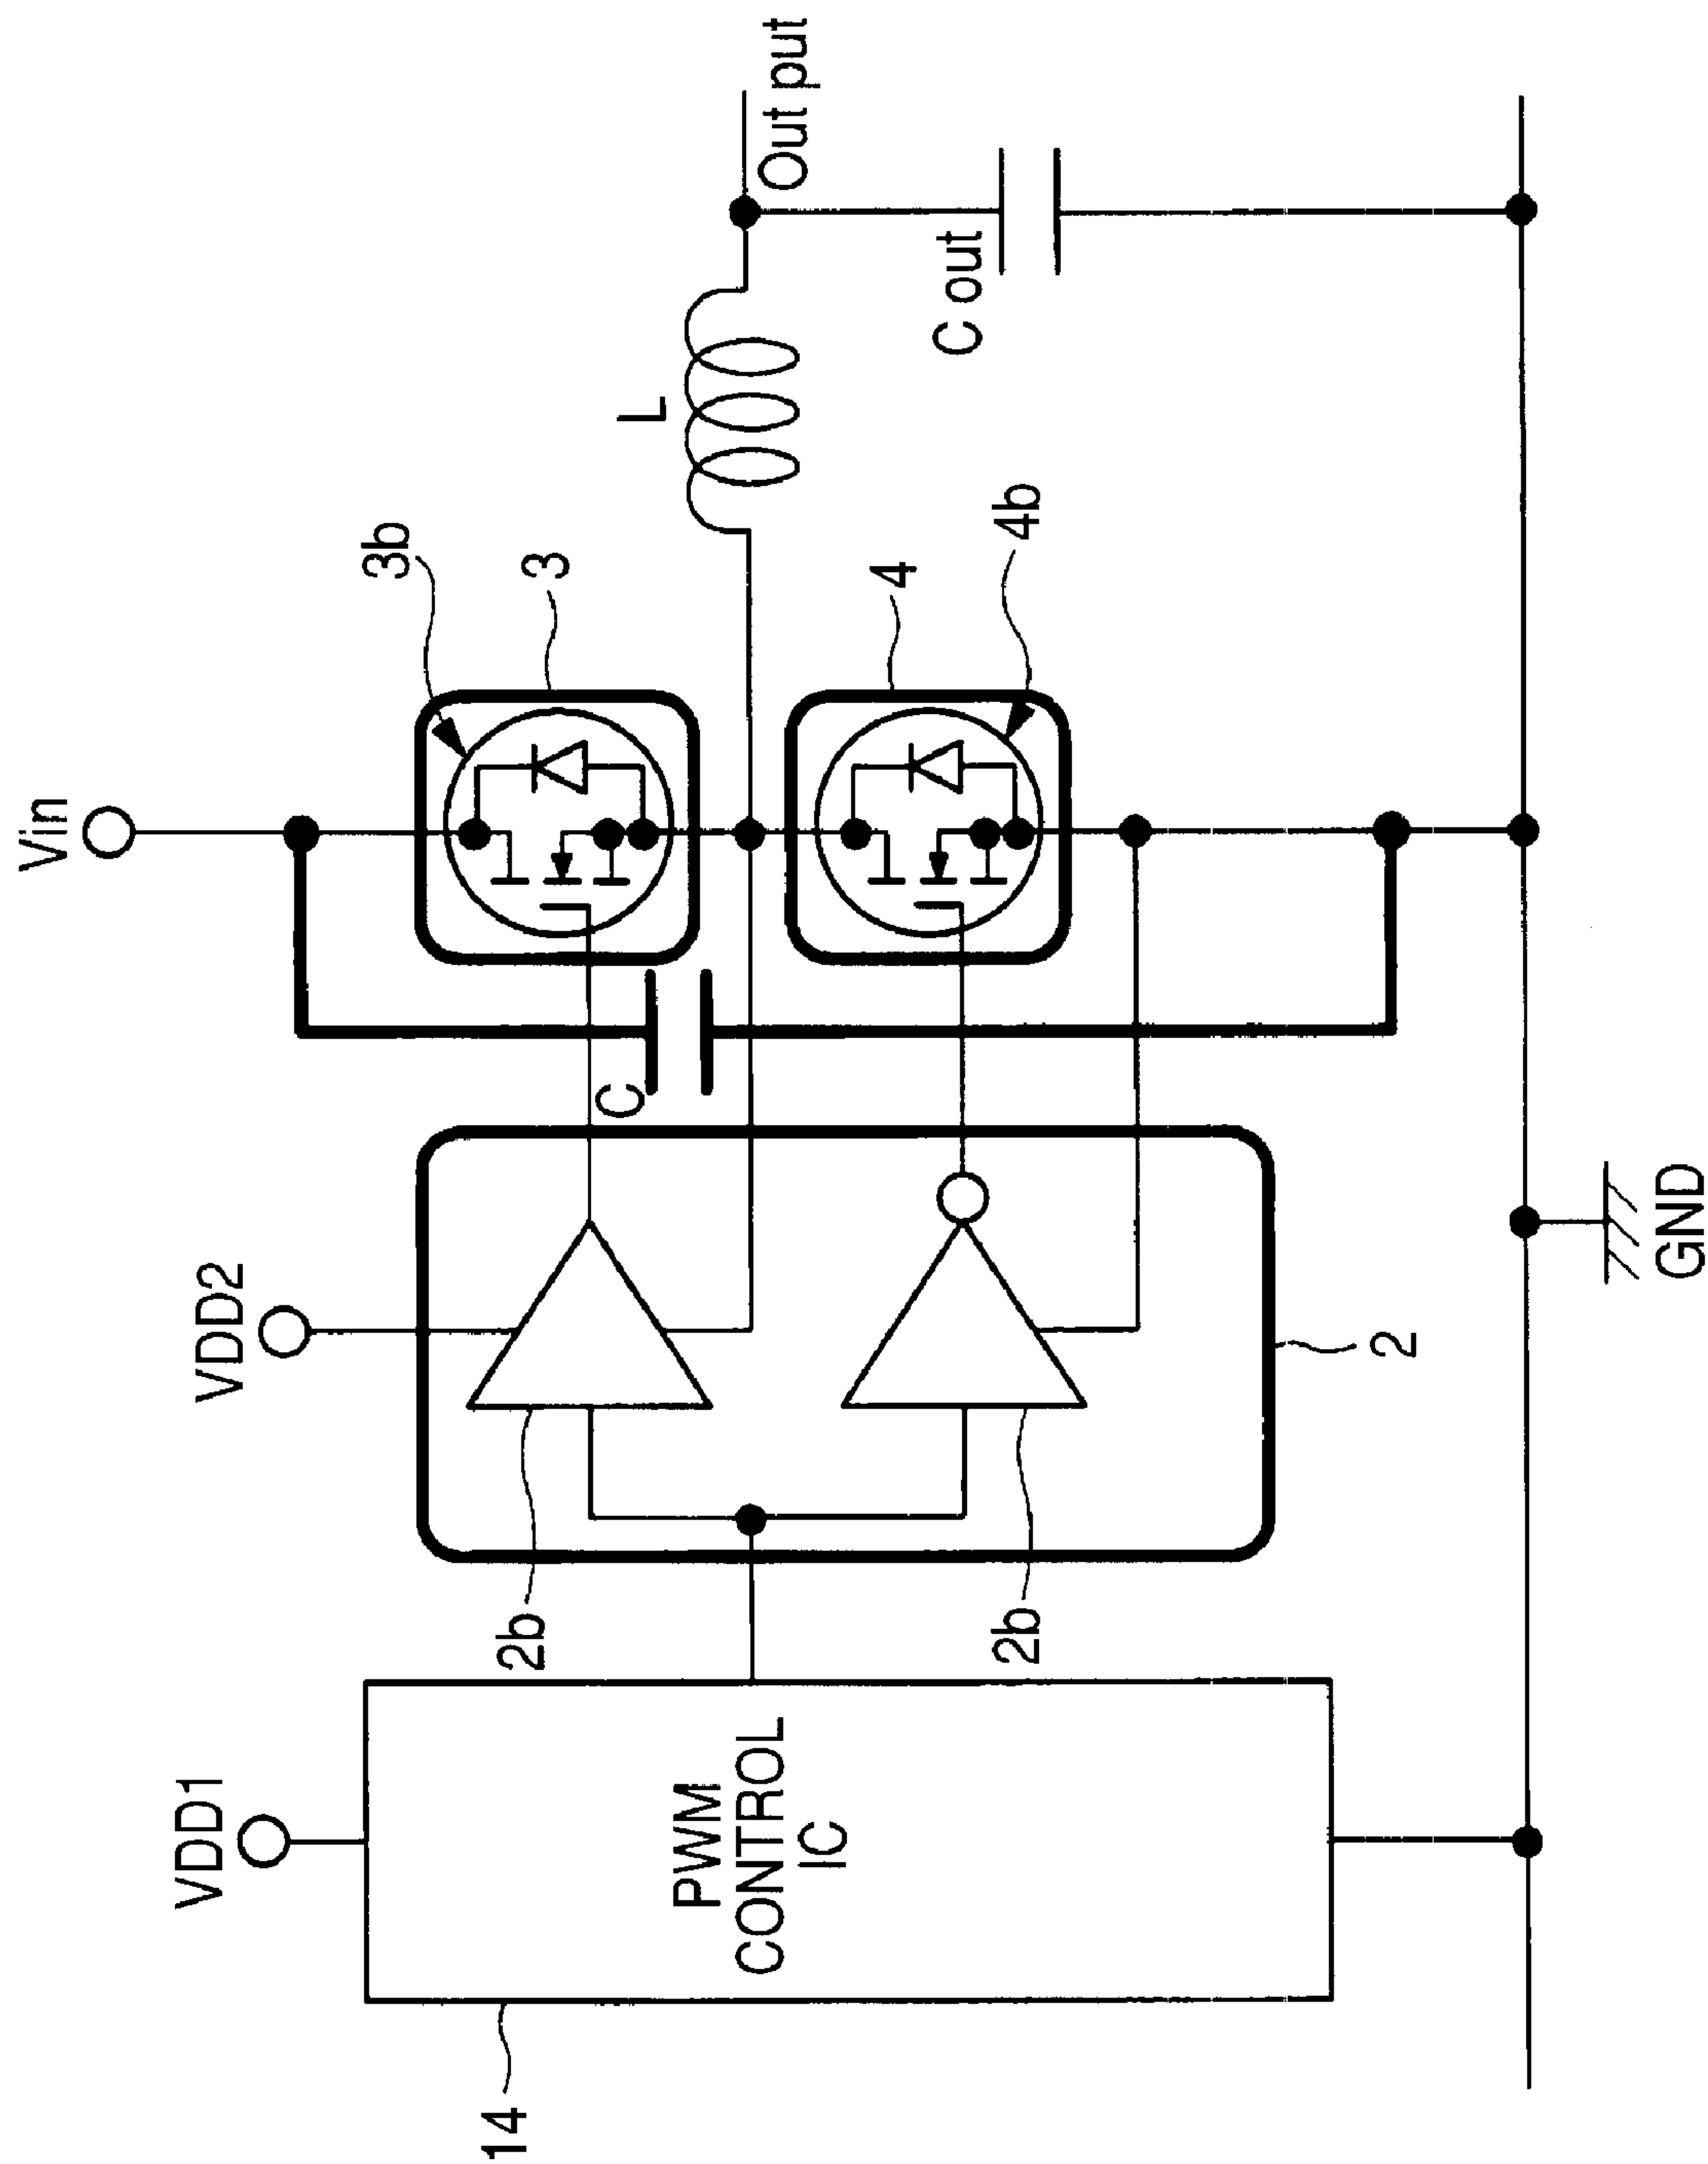 Vin
VDD2
VDD1
3b
3
L
Out put
C
4
4b
C out
2b
2b
PWM
CONTROL
IC
14
2
GND